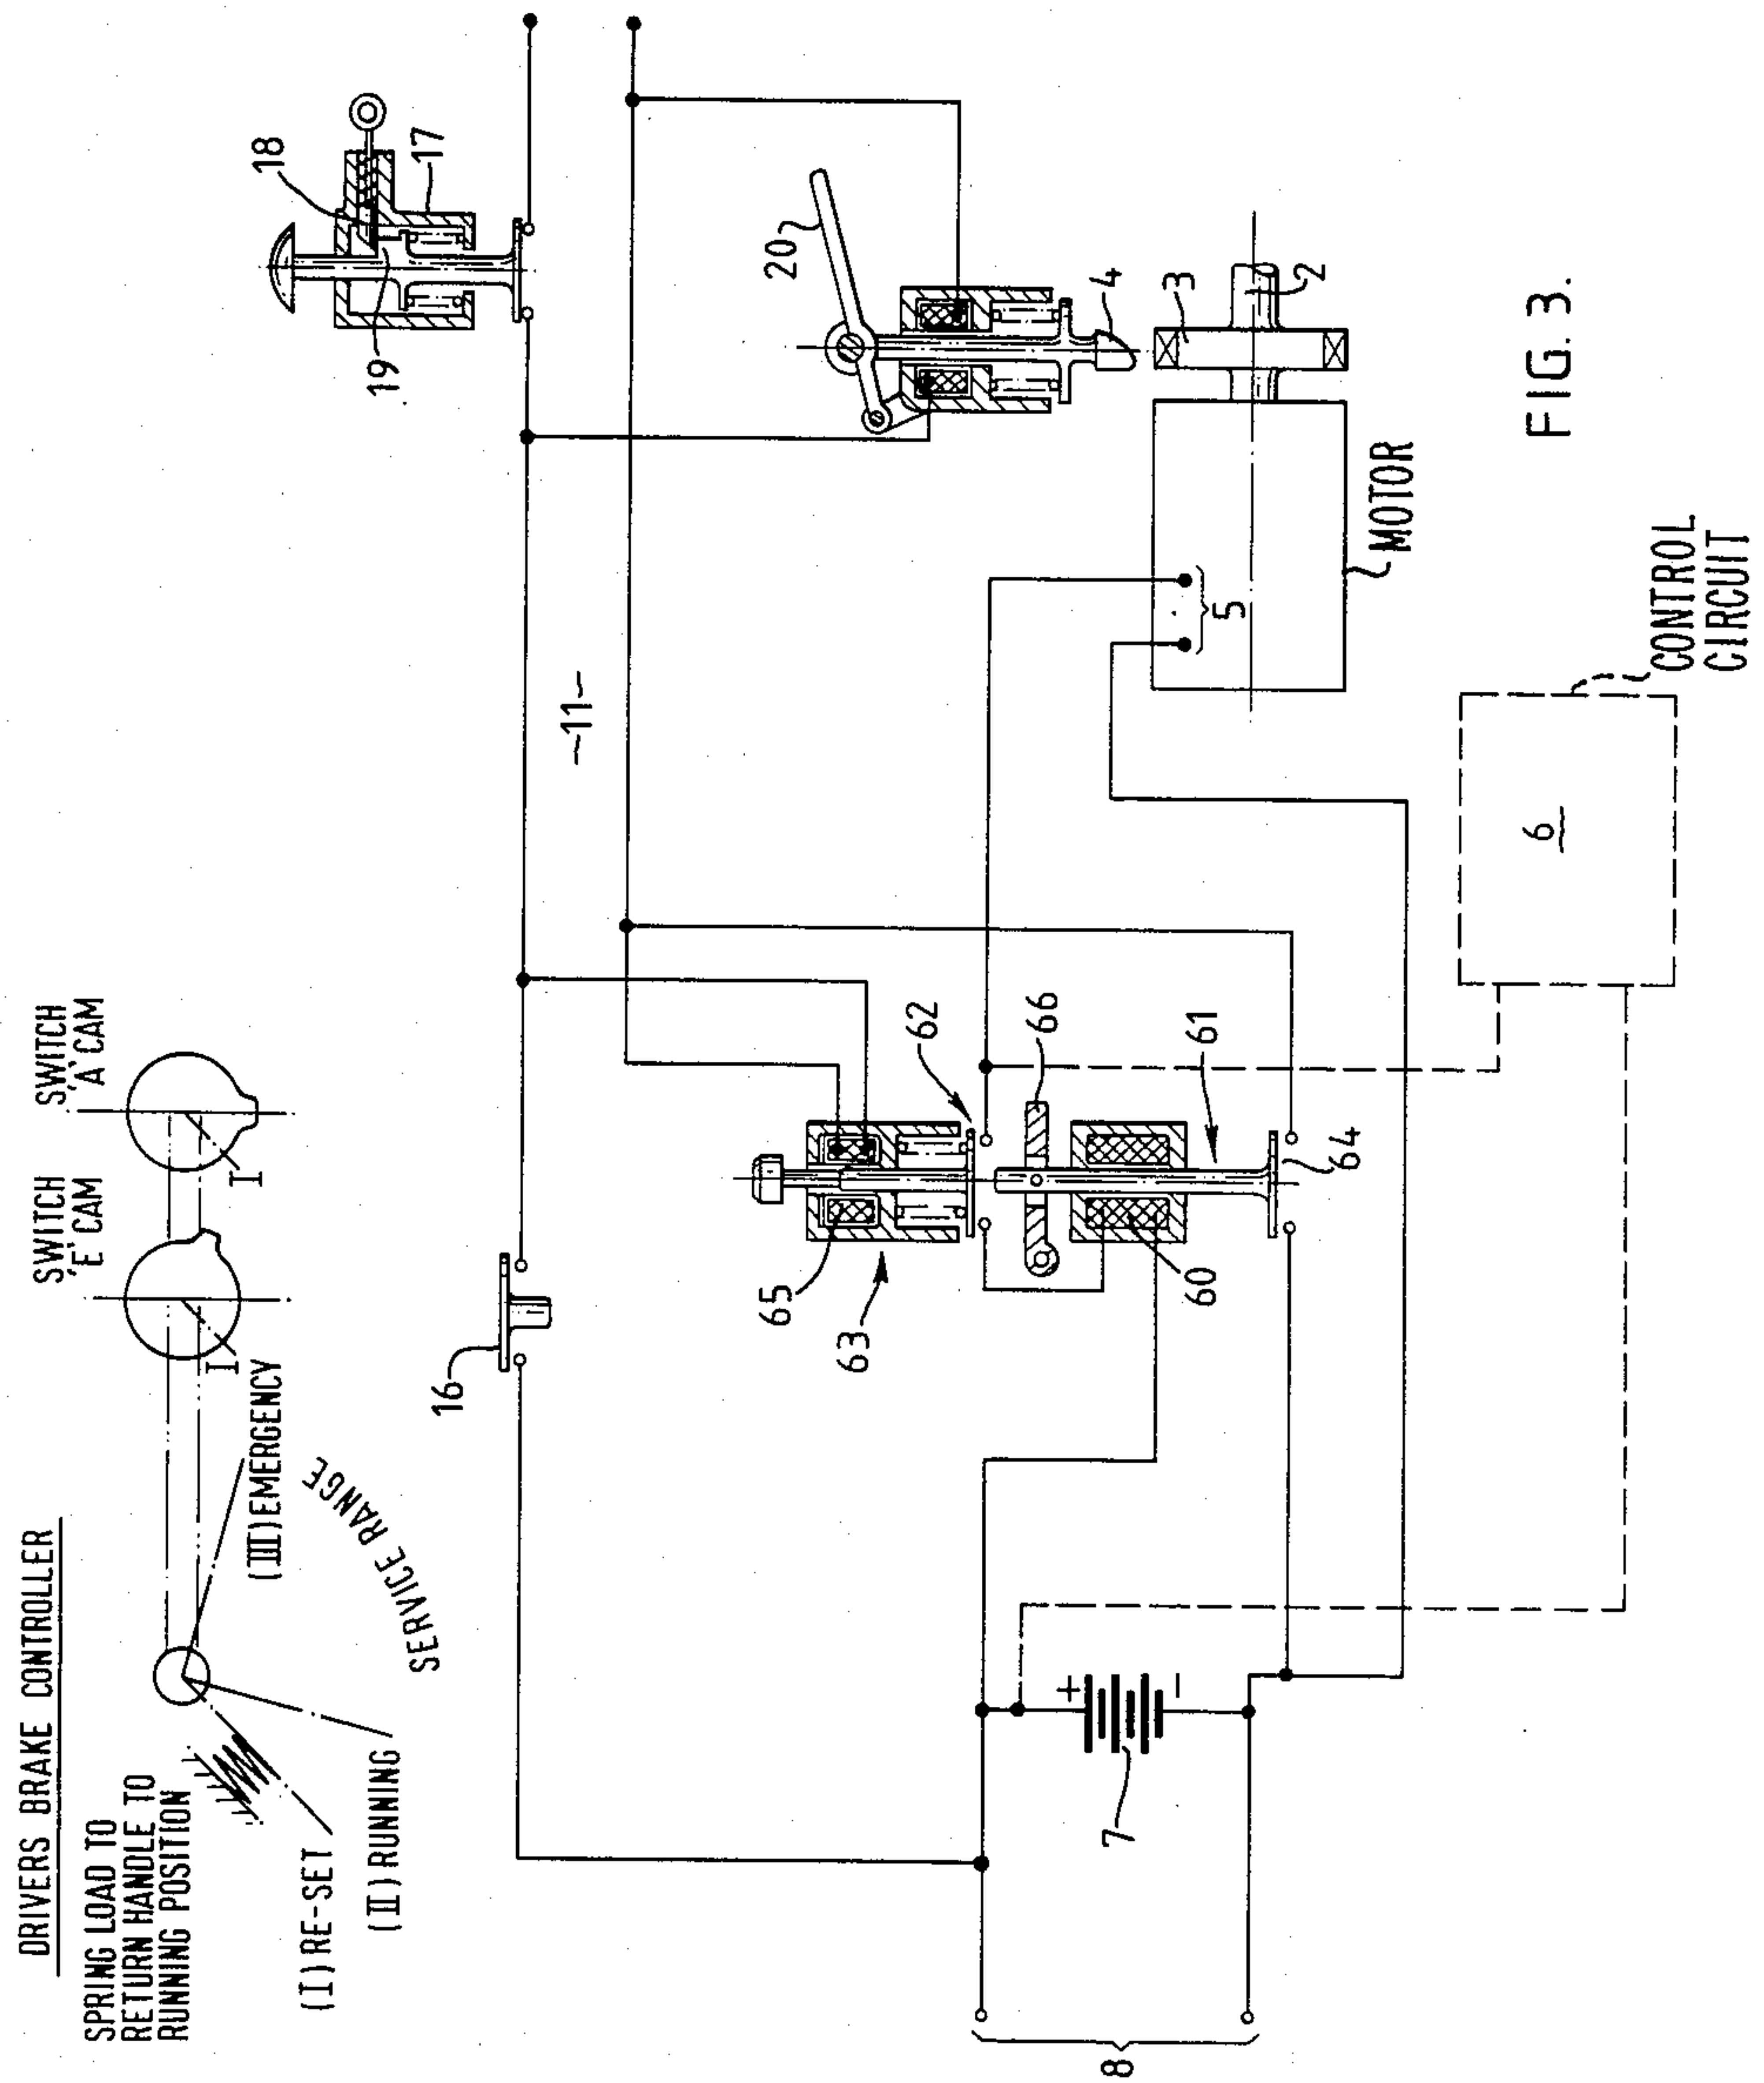 DRIVERS BRAKE CONTROLLER
SPRING LOAD TO
RETURN HANDLE TO
RUNNING POSITION
(I) RE-SET
(II) RUNNING
(III) EMERGENCY
SERVICE RANGE
SWITCH
'E' CAM
SWITCH
'A' CAM
I
I
16
11
18
17
19
20
4
3
2
5
MOTOR
62
66
61
64
65
63
60
7
+
-
8
6
CONTROL
CIRCUIT
FIG. 3.